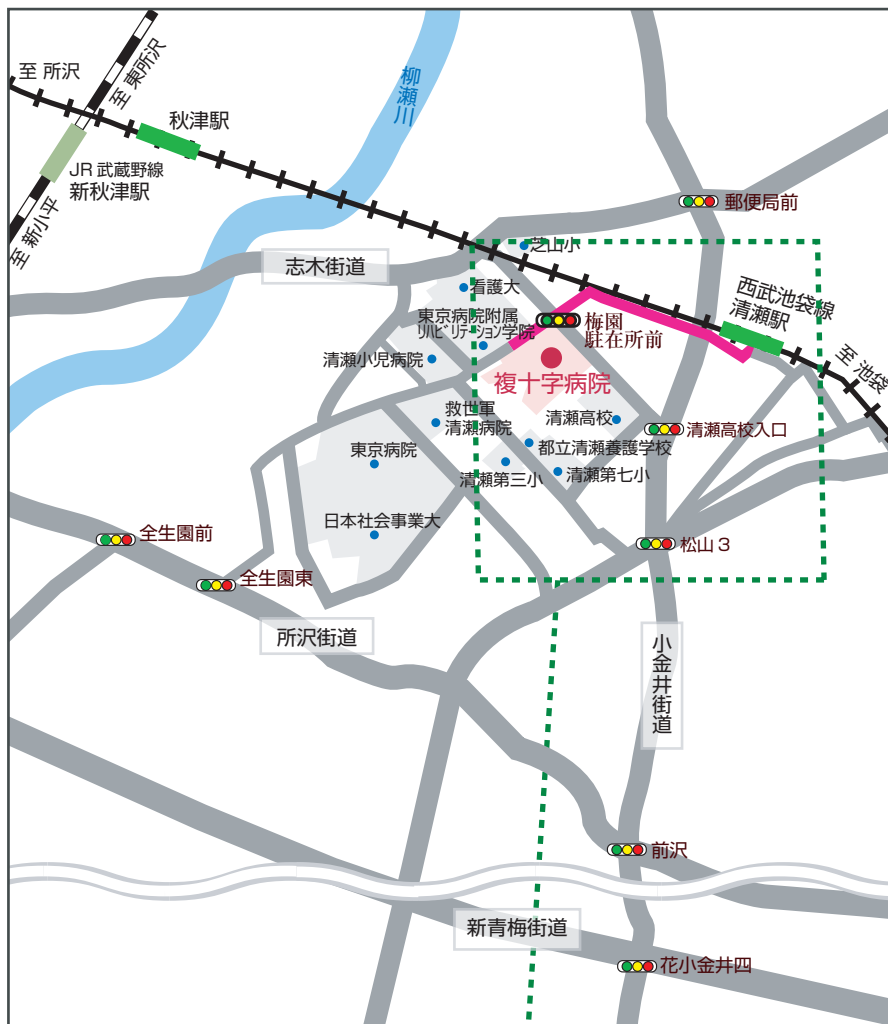 至 所沢
至 東所沢
秋津駅
柳瀬川
JR 武蔵野線
新秋津駅
至 新小平
郵便局前
芝山小
志木街道
看護大
西武池袋線
清瀬駅
東京病院附属
リハビリテーション学院
梅園
駐在所前
至 池袋
清瀬小児病院
複十字病院
救世軍
清瀬病院
清瀬高校
清瀬高校入口
東京病院
都立清瀬養護学校
清瀬第三小
清瀬第七小
日本社会事業大
全生園前
松山３
全生園東
所沢街道
小金井街道
前沢
新青梅街道
花小金井四